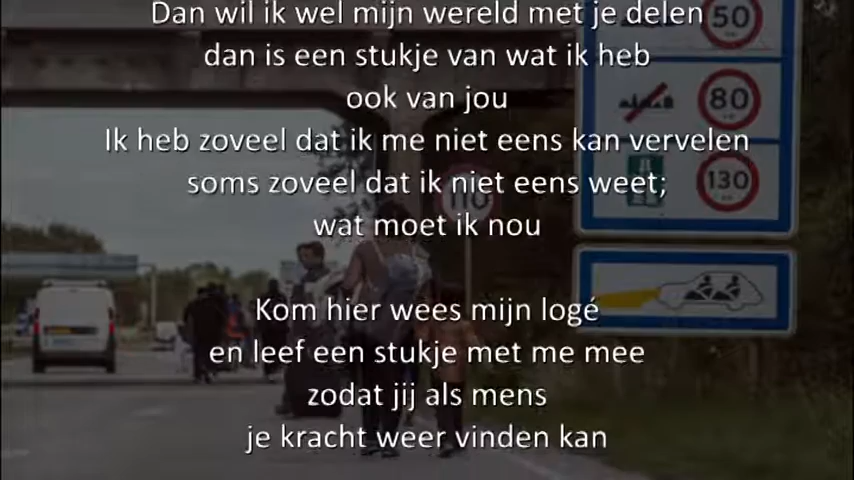 Dan wil ik wel mijn wereld met je delen
dan is een stukje van wat ik heb
ook van jou
Ik heb zoveel dat ik me niet eens kan vervelen
soms zoveel dat ik niet eens weet;
wat moet ik nou
Kom hier wees mijn logé
en leef een stukje met me mee
zodat jij als mens
je kracht weer vinden kan
50
80
130
110